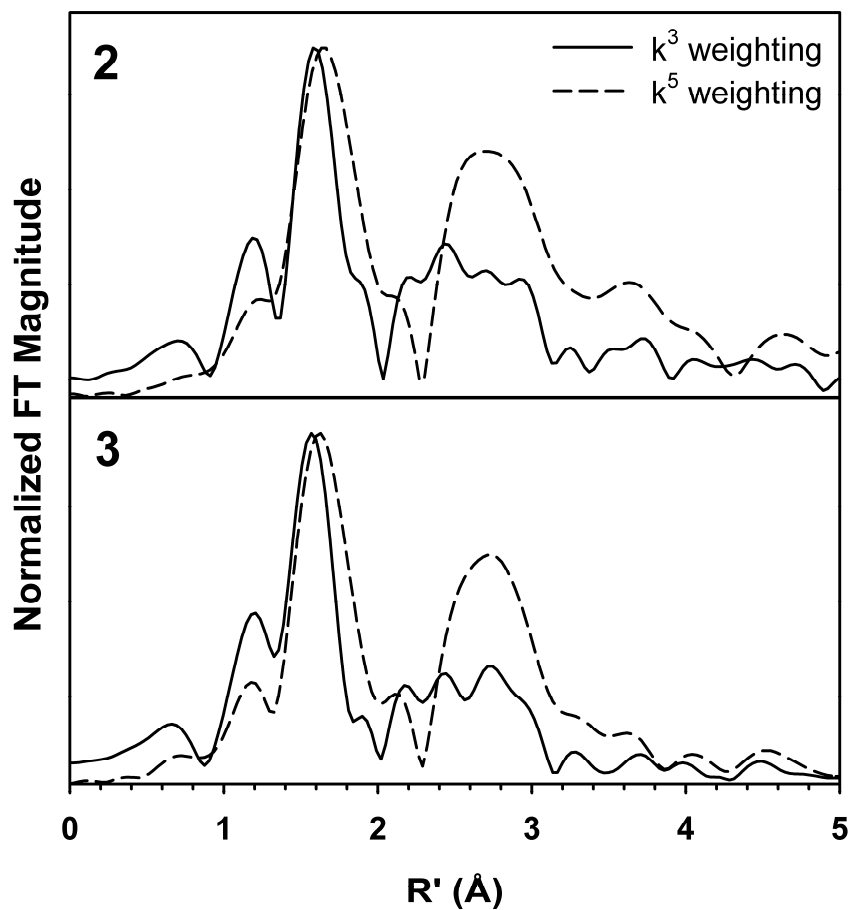 2
k³ weighting
k⁵ weighting
Normalized FT Magnitude
3
0 1 2 3 4 5
R' (Å)